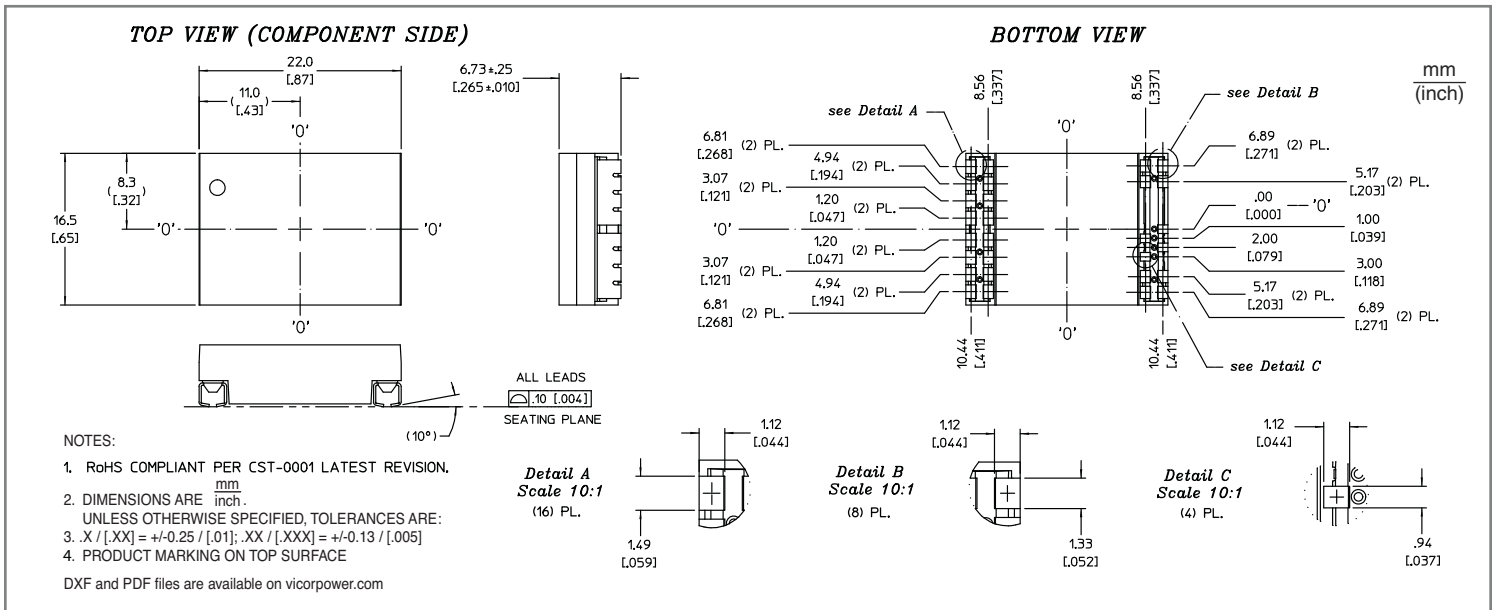 TOP VIEW (COMPONENT SIDE)
22.0
[.87]
11.0
( )
[.43]
'0'
8.3
( )
[.32]
16.5
[.65]
'0'
'0'
'0'
6.73±.25
[.265±.010]
BOTTOM VIEW
mm
(inch)
8.56
[.337]
8.56
[.337]
see Detail A
see Detail B
'0'
6.81
[.268] (2) PL.
4.94
[.194] (2) PL.
3.07
[.121] (2) PL.
1.20
[.047] (2) PL.
'0'
1.20
[.047] (2) PL.
3.07
[.121] (2) PL.
4.94
[.194] (2) PL.
6.81
[.268] (2) PL.
6.89
[.271] (2) PL.
5.17
[.203] (2) PL.
.00
[.000] '0'
1.00
[.039]
2.00
[.079]
3.00
[.118]
5.17
[.203] (2) PL.
6.89
[.271] (2) PL.
'0'
10.44
[.411]
10.44
[.411]
see Detail C
ALL LEADS
.10 [.004]
SEATING PLANE
(10°)
NOTES:
1. RoHS COMPLIANT PER CST-0001 LATEST REVISION.
2. DIMENSIONS ARE mm
inch.
UNLESS OTHERWISE SPECIFIED, TOLERANCES ARE:
3. .X / [.XX] = +/-0.25 / [.01]; .XX / [.XXX] = +/-0.13 / [.005]
4. PRODUCT MARKING ON TOP SURFACE
DXF and PDF files are available on vicorpower.com
Detail A
Scale 10:1
(16) PL.
1.12
[.044]
1.49
[.059]
Detail B
Scale 10:1
(8) PL.
1.12
[.044]
1.33
[.052]
Detail C
Scale 10:1
(4) PL.
1.12
[.044]
.94
[.037]